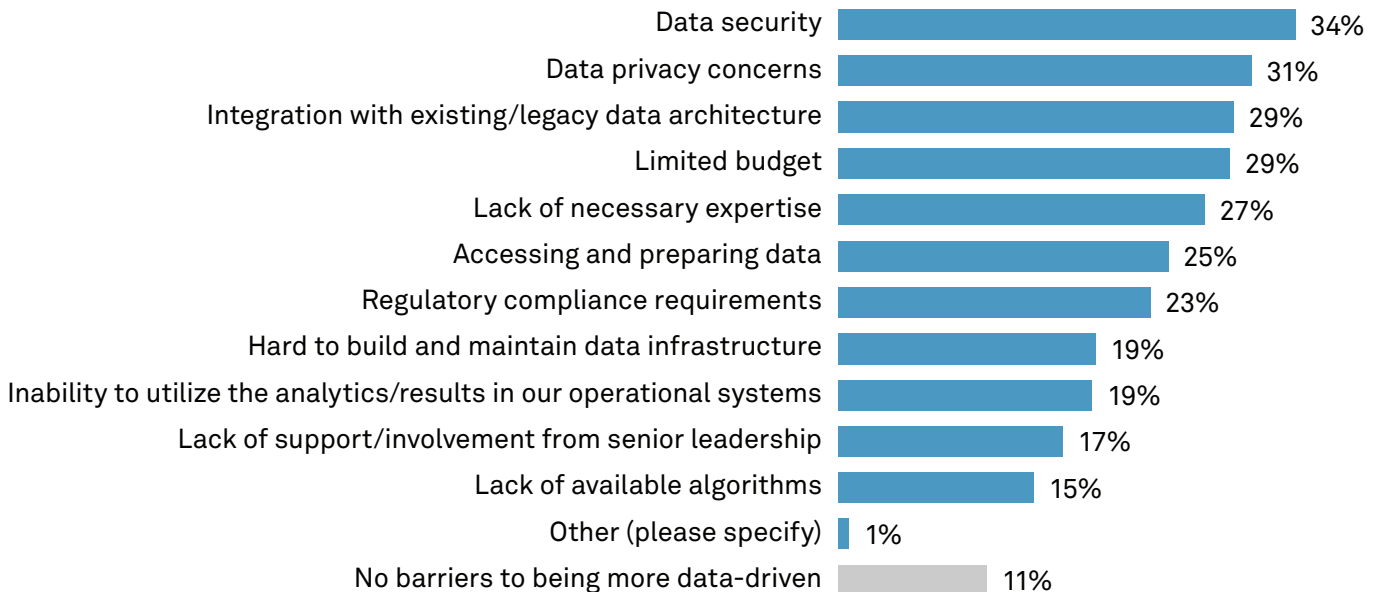 Data security 34%
Data privacy concerns 31%
Integration with existing/legacy data architecture 29%
Limited budget 29%
Lack of necessary expertise 27%
Accessing and preparing data 25%
Regulatory compliance requirements 23%
Hard to build and maintain data infrastructure 19%
Inability to utilize the analytics/results in our operational systems 19%
Lack of support/involvement from senior leadership 17%
Lack of available algorithms 15%
Other (please specify) 1%
No barriers to being more data-driven 11%